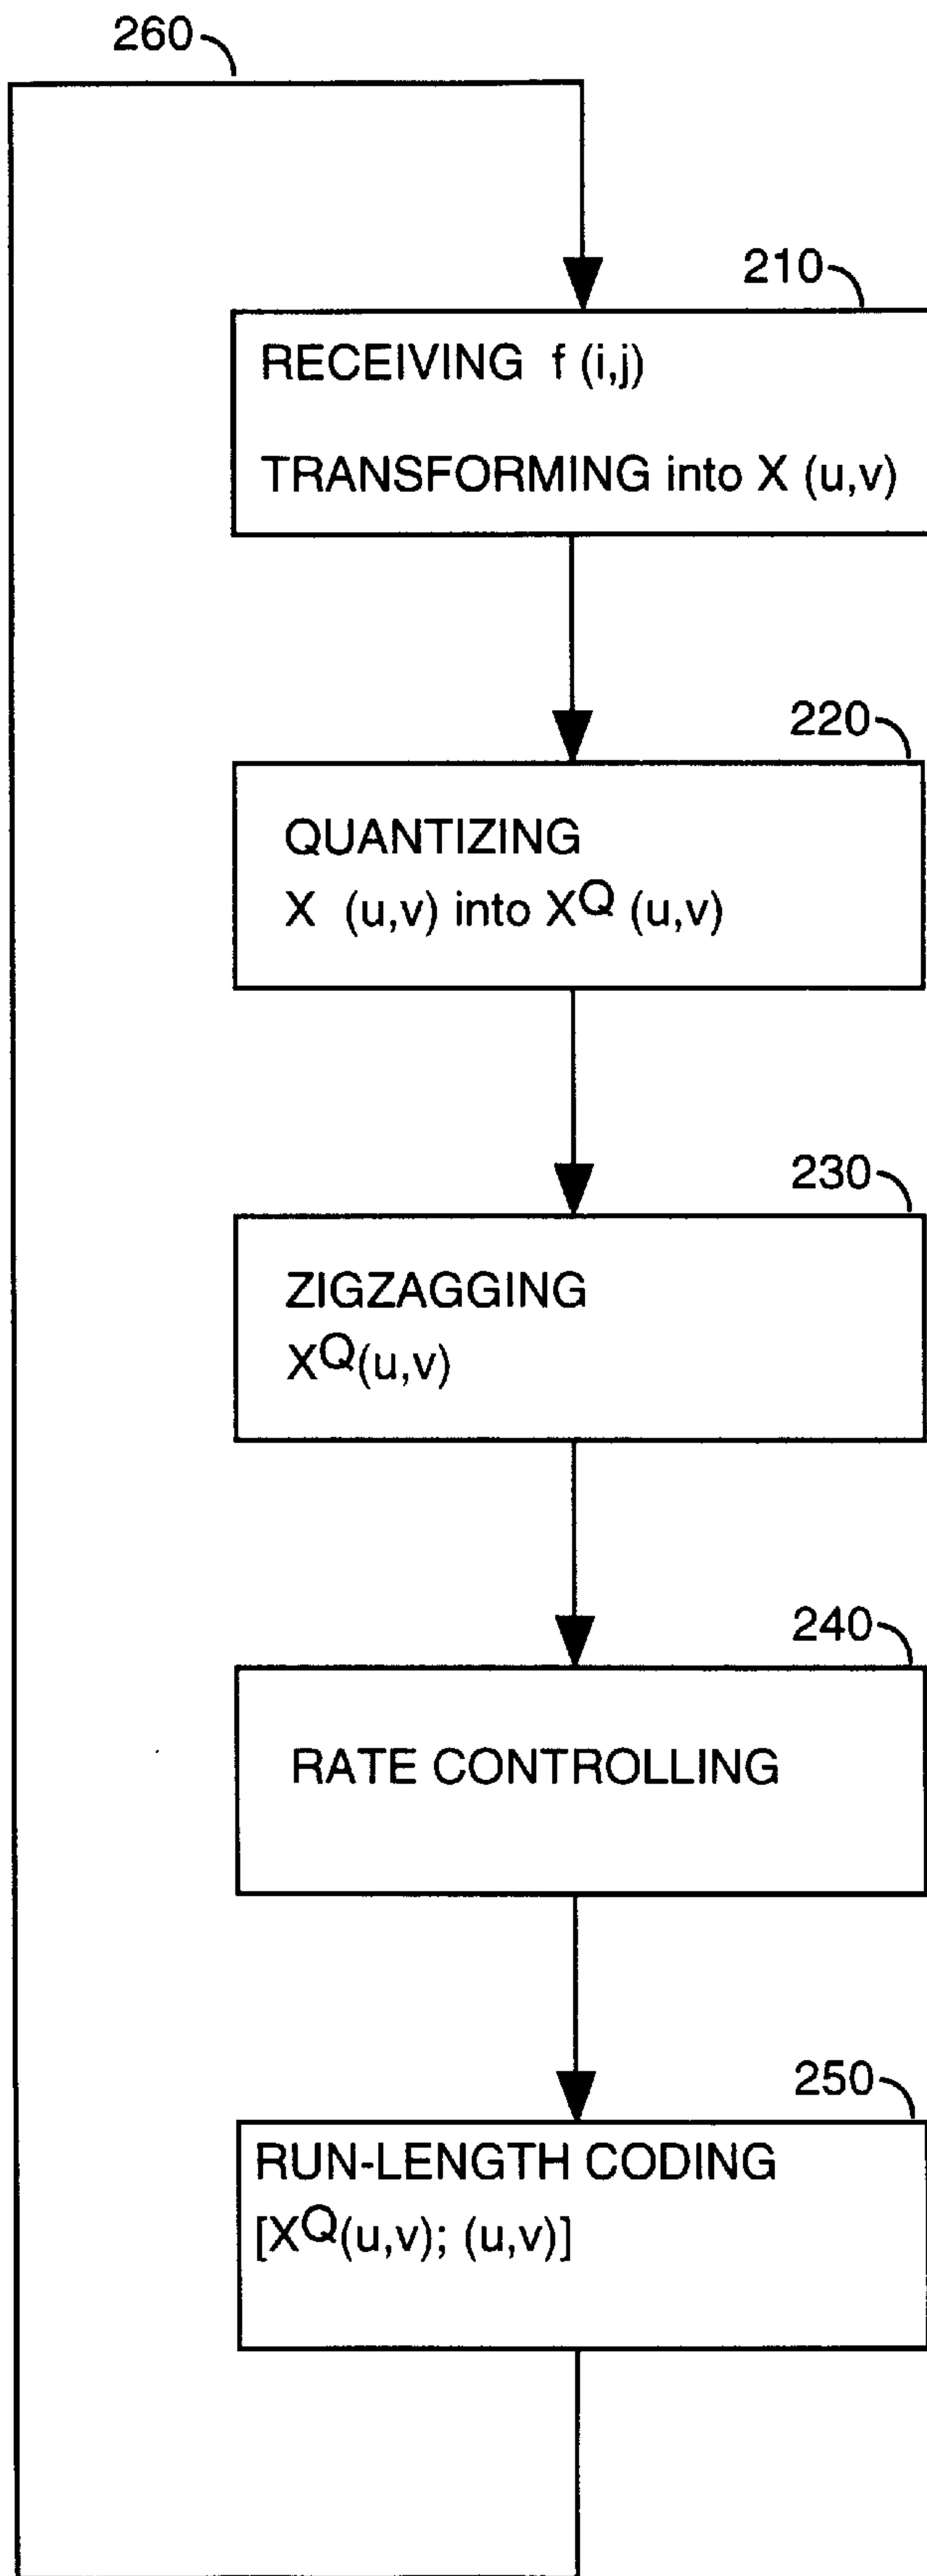 260
210
RECEIVING f (i,j)
TRANSFORMING into X (u,v)
220
QUANTIZING
X (u,v) into X^Q (u,v)
230
ZIGZAGGING
X^Q(u,v)
240
RATE CONTROLLING
250
RUN-LENGTH CODING
[X^Q(u,v); (u,v)]